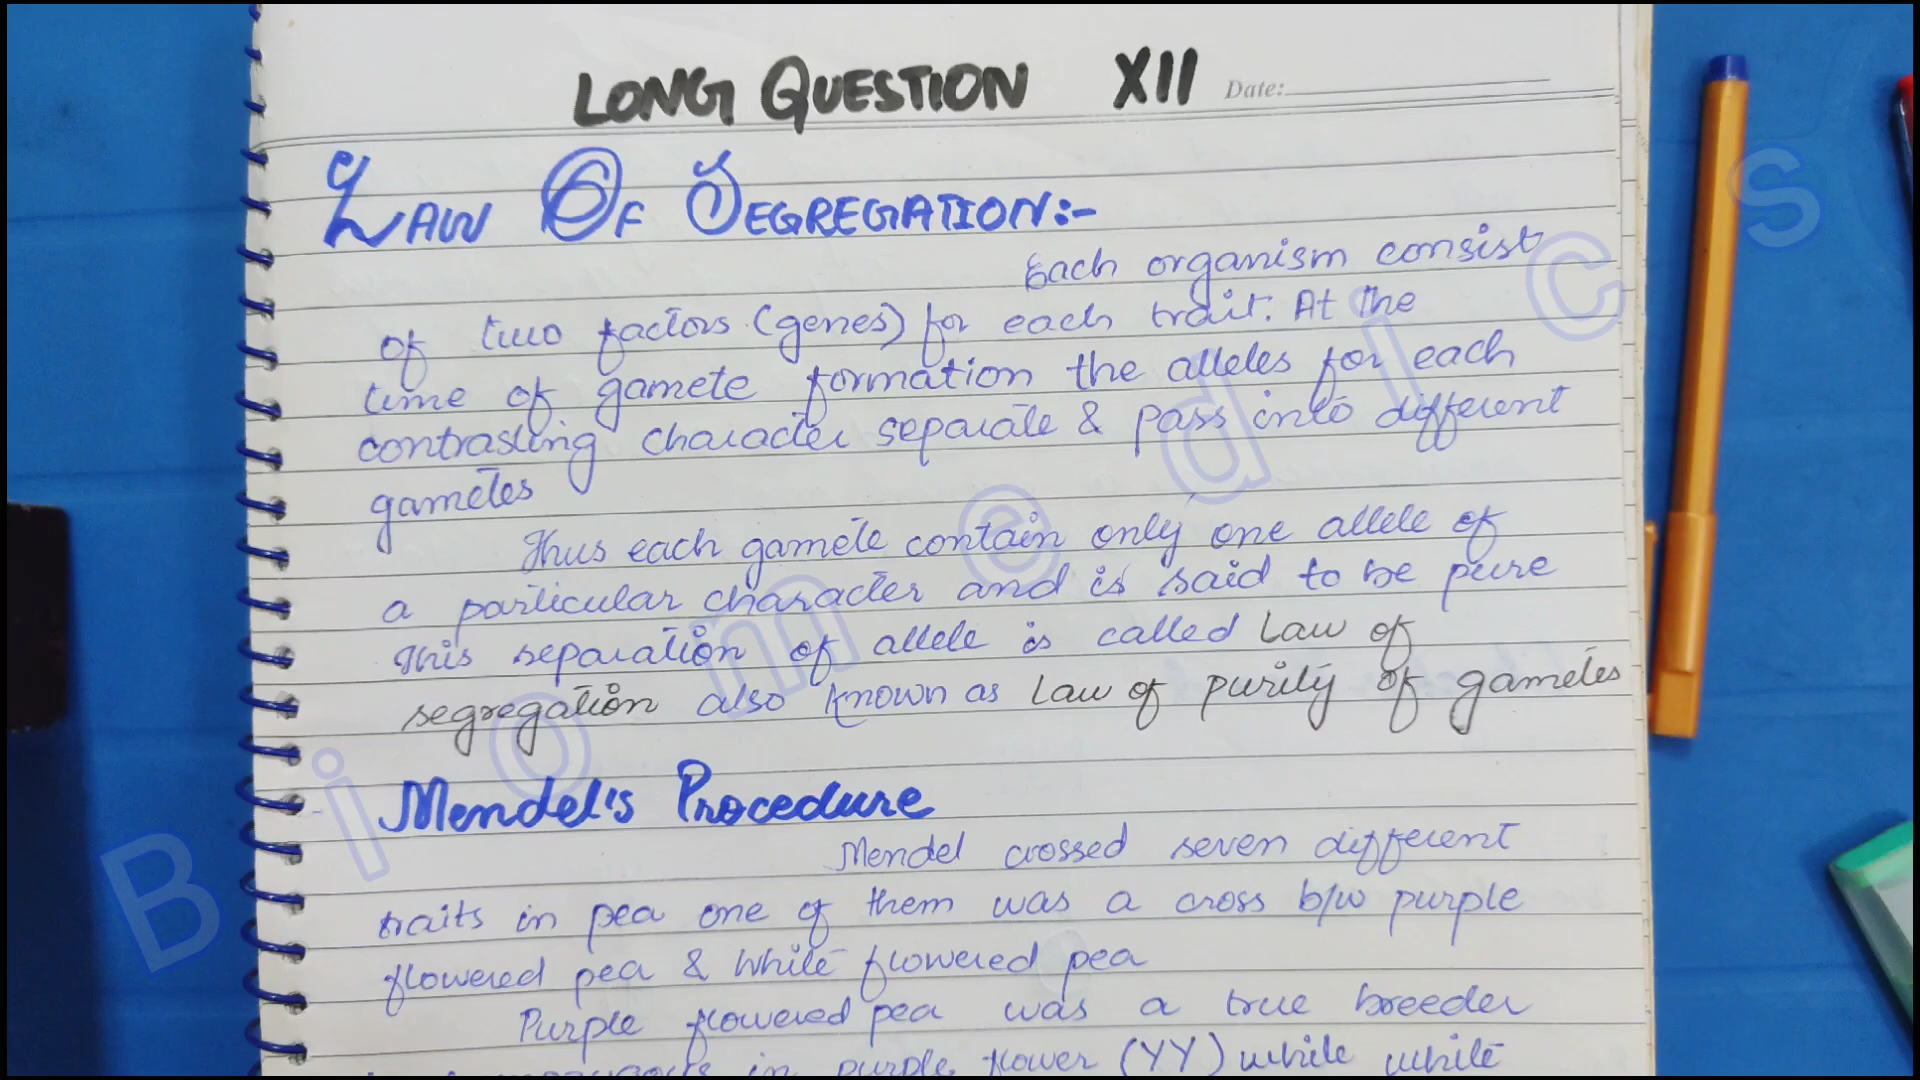 LONG QUESTION XII
Date:
LAW OF SEGREGATION:-
Each organism consist
of two factors (genes) for each trait. At the
time of gamete formation the alleles for each
contrasting character separate & pass into different
gametes
Thus each gamete contain only one allele of
a particular character and is said to be pure
This separation of allele is called Law of
segregation also known as Law of purity of gametes
Mendel's Procedure
Mendel crossed seven different
traits in pea one of them was a cross b/w purple
flowered pea & white flowered pea
Purple flowered pea was a true breeder
in purple flower (YY) while white
Biomedics